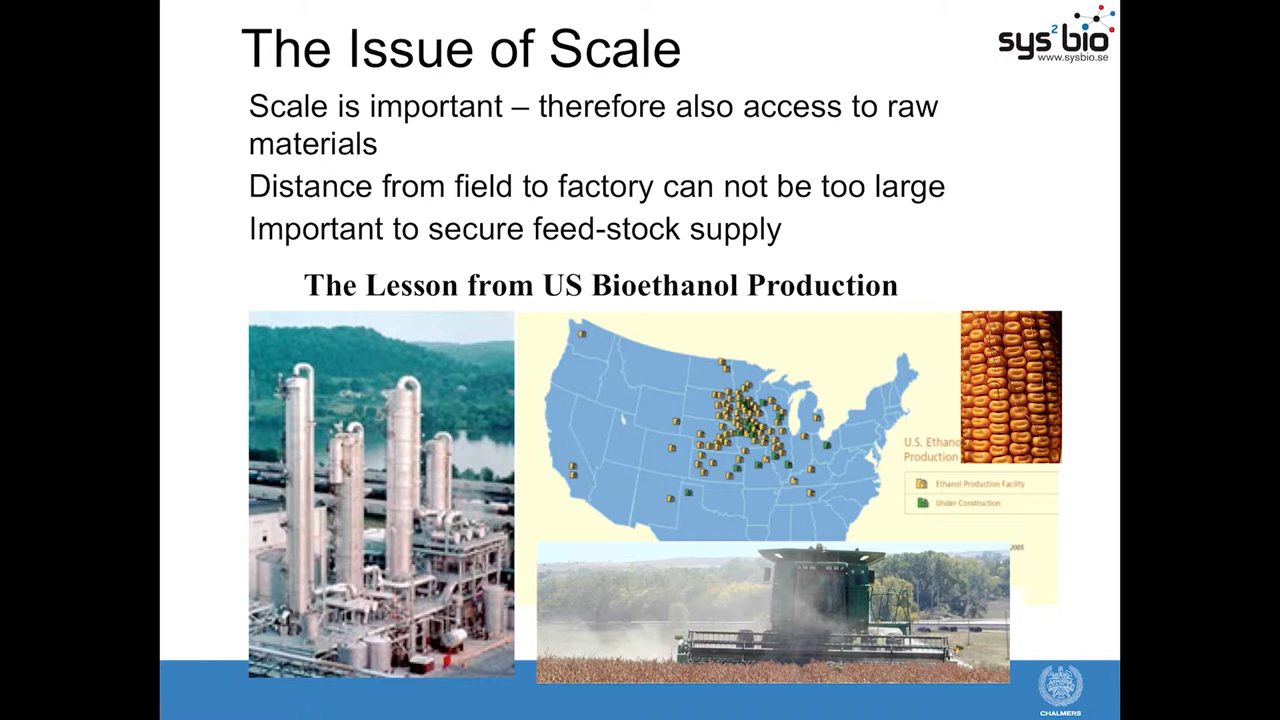 The Issue of Scale
sys2bio
www.sysbio.se
Scale is important – therefore also access to raw
materials
Distance from field to factory can not be too large
Important to secure feed-stock supply
The Lesson from US Bioethanol Production
U.S. Ethano
Production
Ethanol Production Facility
Under Construction
2005
CHALMERS